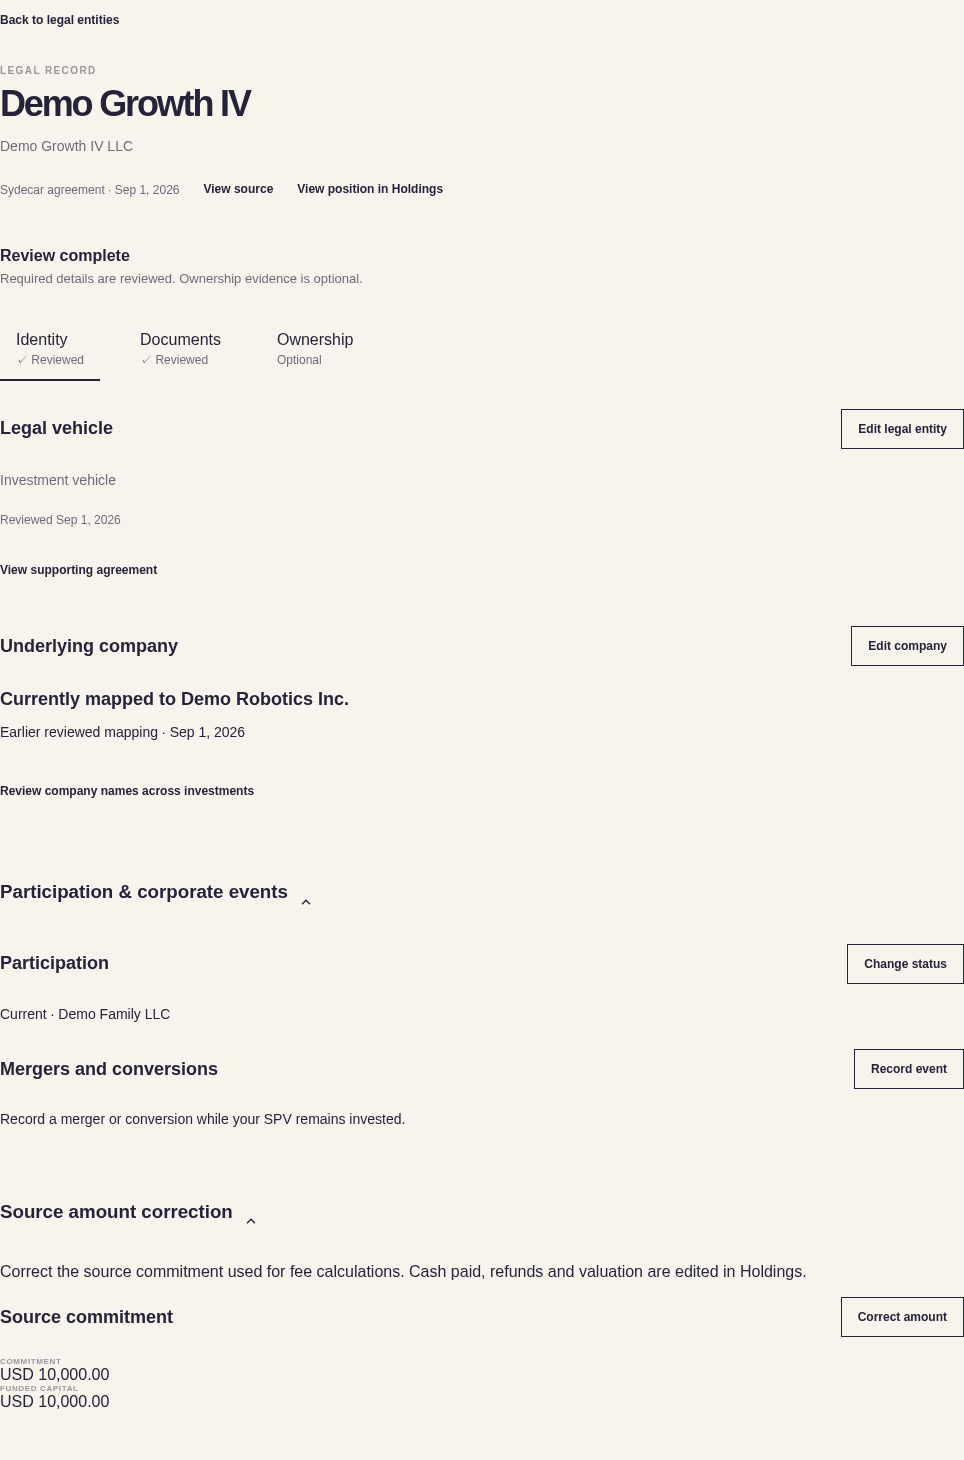 Back to legal entities
LEGAL RECORD
Demo Growth IV
Demo Growth IV LLC
Sydecar agreement · Sep 1, 2026 View source View position in Holdings
Review complete
Required details are reviewed. Ownership evidence is optional.
Identity Documents Ownership
✓ Reviewed ✓ Reviewed Optional
Legal vehicle Edit legal entity
Investment vehicle
Reviewed Sep 1, 2026
View supporting agreement
Underlying company Edit company
Currently mapped to Demo Robotics Inc.
Earlier reviewed mapping · Sep 1, 2026
Review company names across investments
Participation & corporate events
Participation Change status
Current · Demo Family LLC
Mergers and conversions Record event
Record a merger or conversion while your SPV remains invested.
Source amount correction
Correct the source commitment used for fee calculations. Cash paid, refunds and valuation are edited in Holdings.
Source commitment Correct amount
COMMITMENT
USD 10,000.00
FUNDED CAPITAL
USD 10,000.00